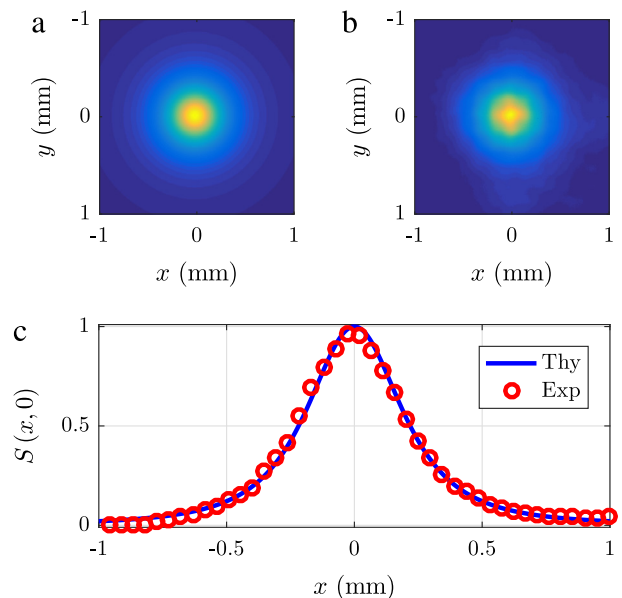 a b
-1 -1
0 0
1 1
y (mm) y (mm)
-1 0 1 -1 0 1
x (mm) x (mm)
c
1
0.5
0
S(x, 0)
Thy
Exp
-1 -0.5 0 0.5 1
x (mm)